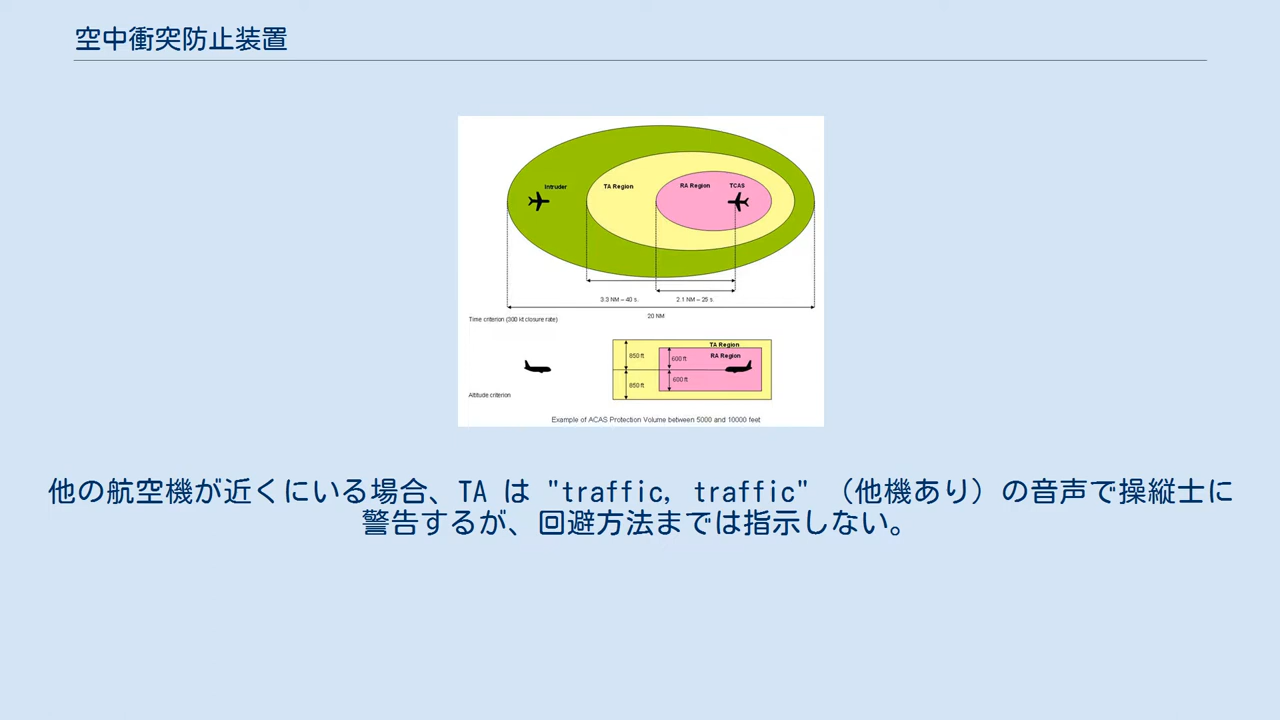 空中衝突防止装置
Intruder
TA Region
RA Region
TCAS
3.3 NM – 40 s.
2.1 NM – 25 s.
20 NM
Time criterion (300 kt closure rate)
TA Region
RA Region
850 ft
600 ft
850 ft
600 ft
Altitude criterion
Example of ACAS Protection Volume between 5000 and 10000 feet
他の航空機が近くにいる場合、TA は "traffic, traffic" （他機あり）の音声で操縦士に
警告するが、回避方法までは指示しない。